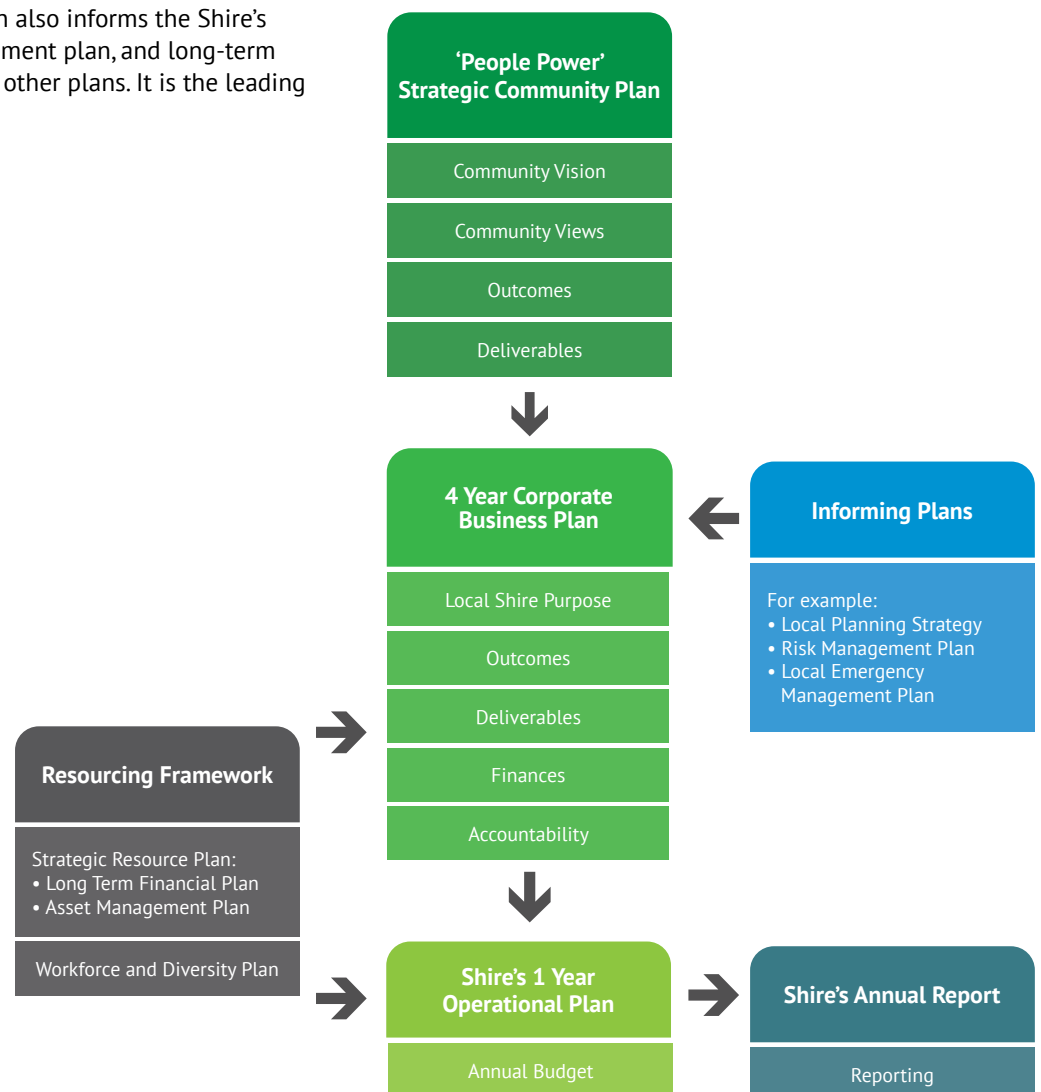 n also informs the Shire’s
ment plan, and long-term
other plans. It is the leading
‘People Power’
Strategic Community Plan
Community Vision
Community Views
Outcomes
Deliverables
4 Year Corporate
Business Plan
Local Shire Purpose
Outcomes
Deliverables
Finances
Accountability
Informing Plans
For example:
• Local Planning Strategy
• Risk Management Plan
• Local Emergency
Management Plan
Resourcing Framework
Strategic Resource Plan:
• Long Term Financial Plan
• Asset Management Plan
Workforce and Diversity Plan
Shire’s 1 Year
Operational Plan
Annual Budget
Shire’s Annual Report
Reporting